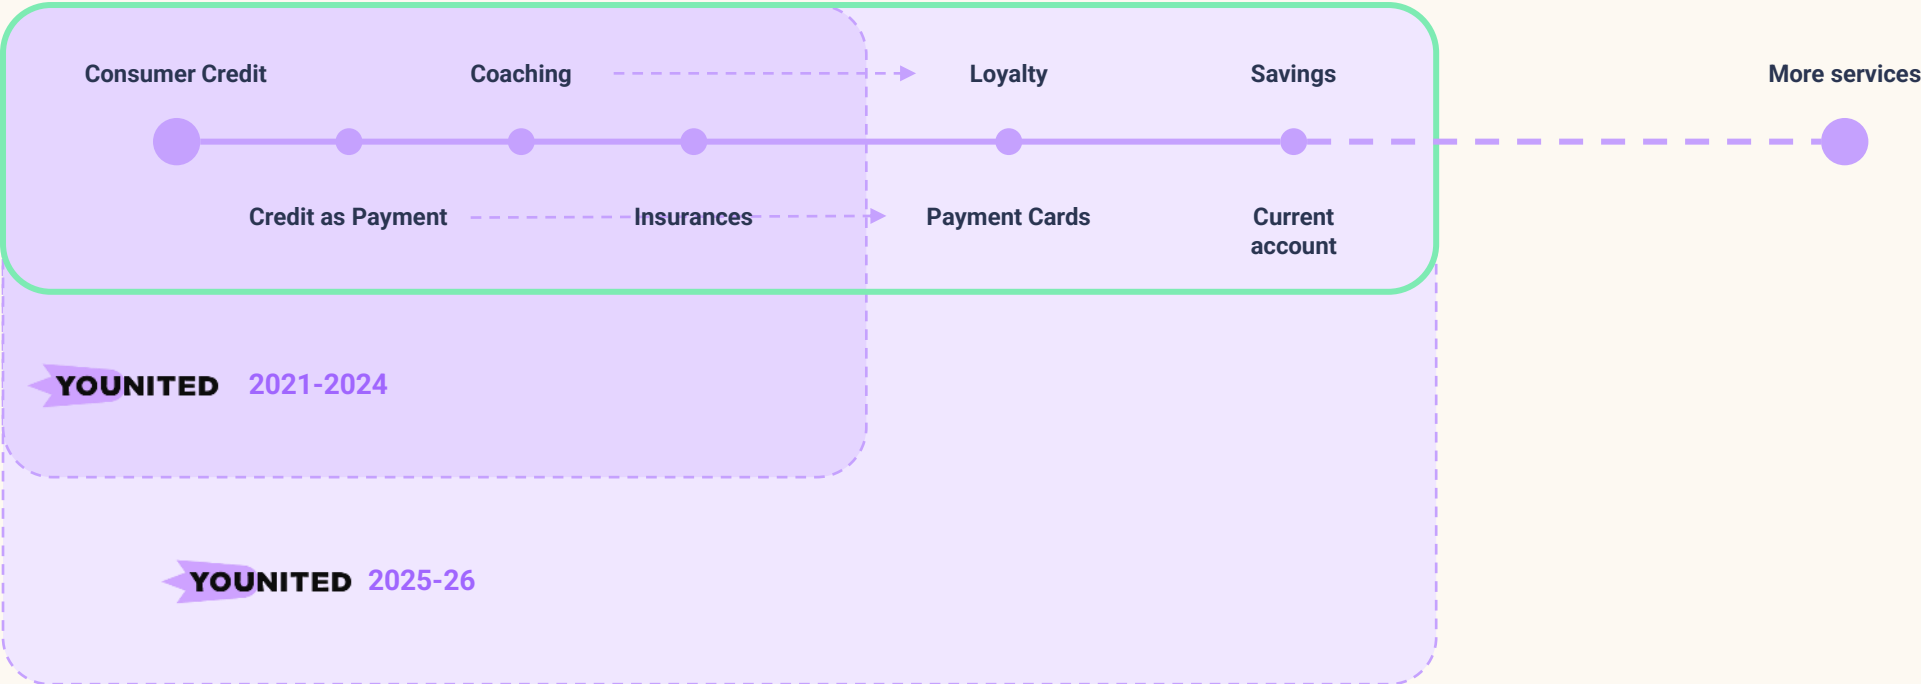 Consumer Credit
Coaching
Loyalty
Savings
More services
Credit as Payment
Insurances
Payment Cards
Current
account
YOUNITED 2021-2024
YOUNITED 2025-26